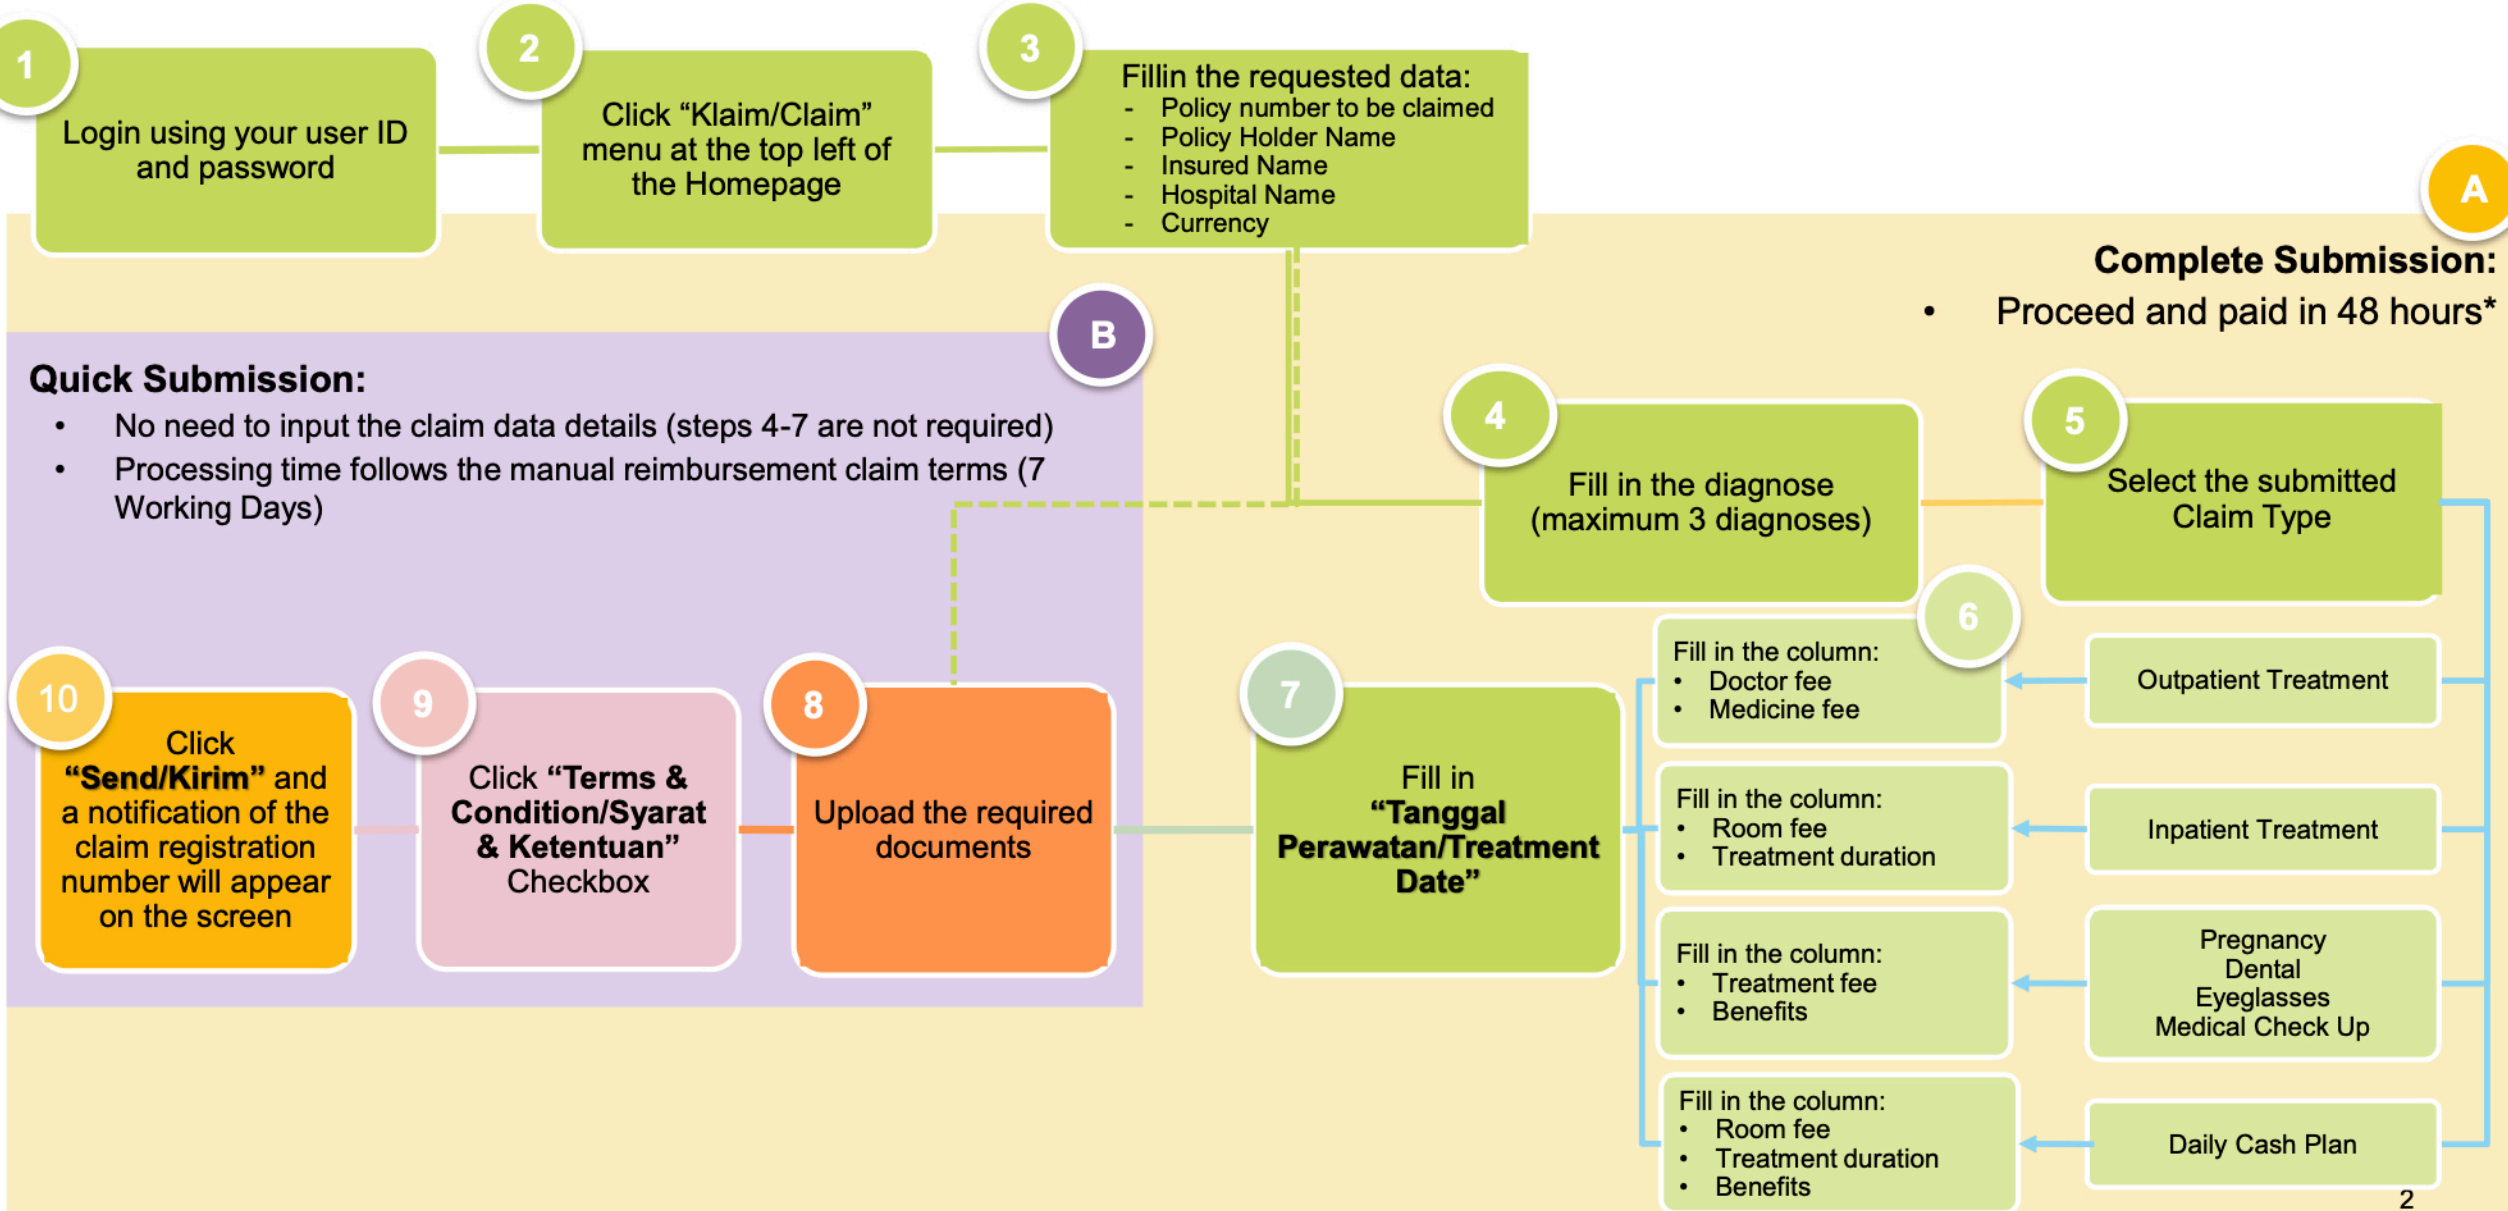 1
Login using your user ID
and password
2
Click “Klaim/Claim”
menu at the top left of
the Homepage
3
Fillin the requested data:
- Policy number to be claimed
- Policy Holder Name
- Insured Name
- Hospital Name
- Currency
A
Complete Submission:
• Proceed and paid in 48 hours*
B
Quick Submission:
• No need to input the claim data details (steps 4-7 are not required)
• Processing time follows the manual reimbursement claim terms (7
Working Days)
4
Fill in the diagnose
(maximum 3 diagnoses)
5
Select the submitted
Claim Type
6
Fill in the column:
• Doctor fee
• Medicine fee
Outpatient Treatment
Fill in the column:
• Room fee
• Treatment duration
Inpatient Treatment
Fill in the column:
• Treatment fee
• Benefits
Pregnancy
Dental
Eyeglasses
Medical Check Up
Fill in the column:
• Room fee
• Treatment duration
• Benefits
Daily Cash Plan
7
Fill in
“Tanggal
Perawatan/Treatment
Date”
8
Upload the required
documents
9
Click “Terms &
Condition/Syarat
& Ketentuan”
Checkbox
10
Click
“Send/Kirim” and
a notification of the
claim registration
number will appear
on the screen
2